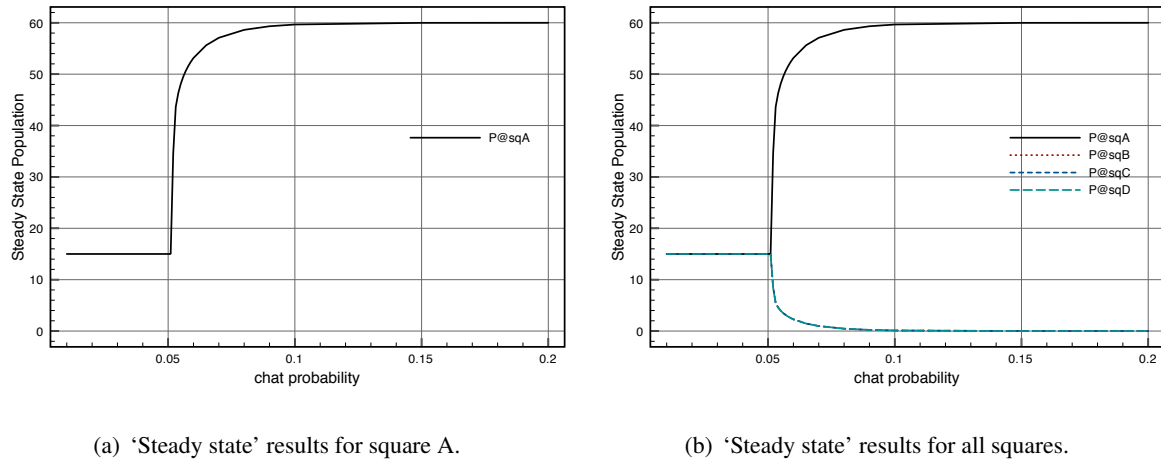 60
50
40
30
20
10
0
Steady State Population
P@sqA
0.05
0.1
0.15
0.2
chat probability
(a) ‘Steady state’ results for square A.
60
50
40
30
20
10
0
Steady State Population
P@sqA
P@sqB
P@sqC
P@sqD
0.05
0.1
0.15
0.2
chat probability
(b) ‘Steady state’ results for all squares.